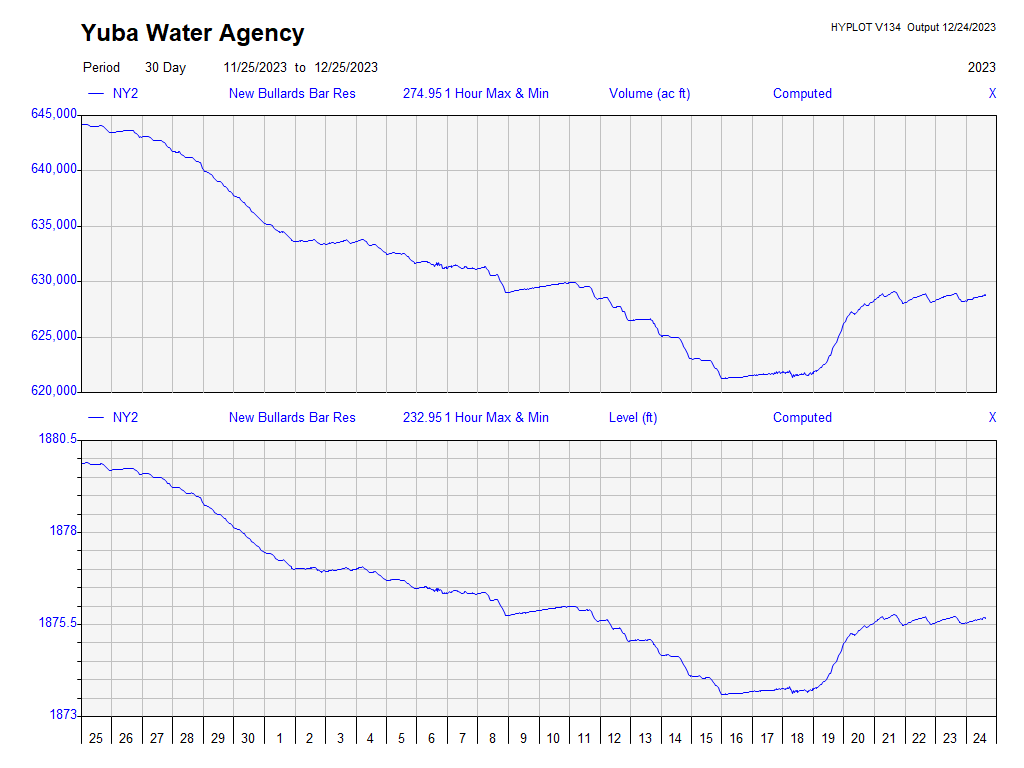 Yuba Water Agency
HYPLOT V134 Output 12/24/2023
Period 30 Day 11/25/2023 to 12/25/2023 2023
NY2 New Bullards Bar Res 274.95 1 Hour Max & Min Volume (ac ft) Computed X
645,000
640,000
635,000
630,000
625,000
620,000
NY2 New Bullards Bar Res 232.95 1 Hour Max & Min Level (ft) Computed X
1880.5
1878
1875.5
1873
25 26 27 28 29 30 1 2 3 4 5 6 7 8 9 10 11 12 13 14 15 16 17 18 19 20 21 22 23 24